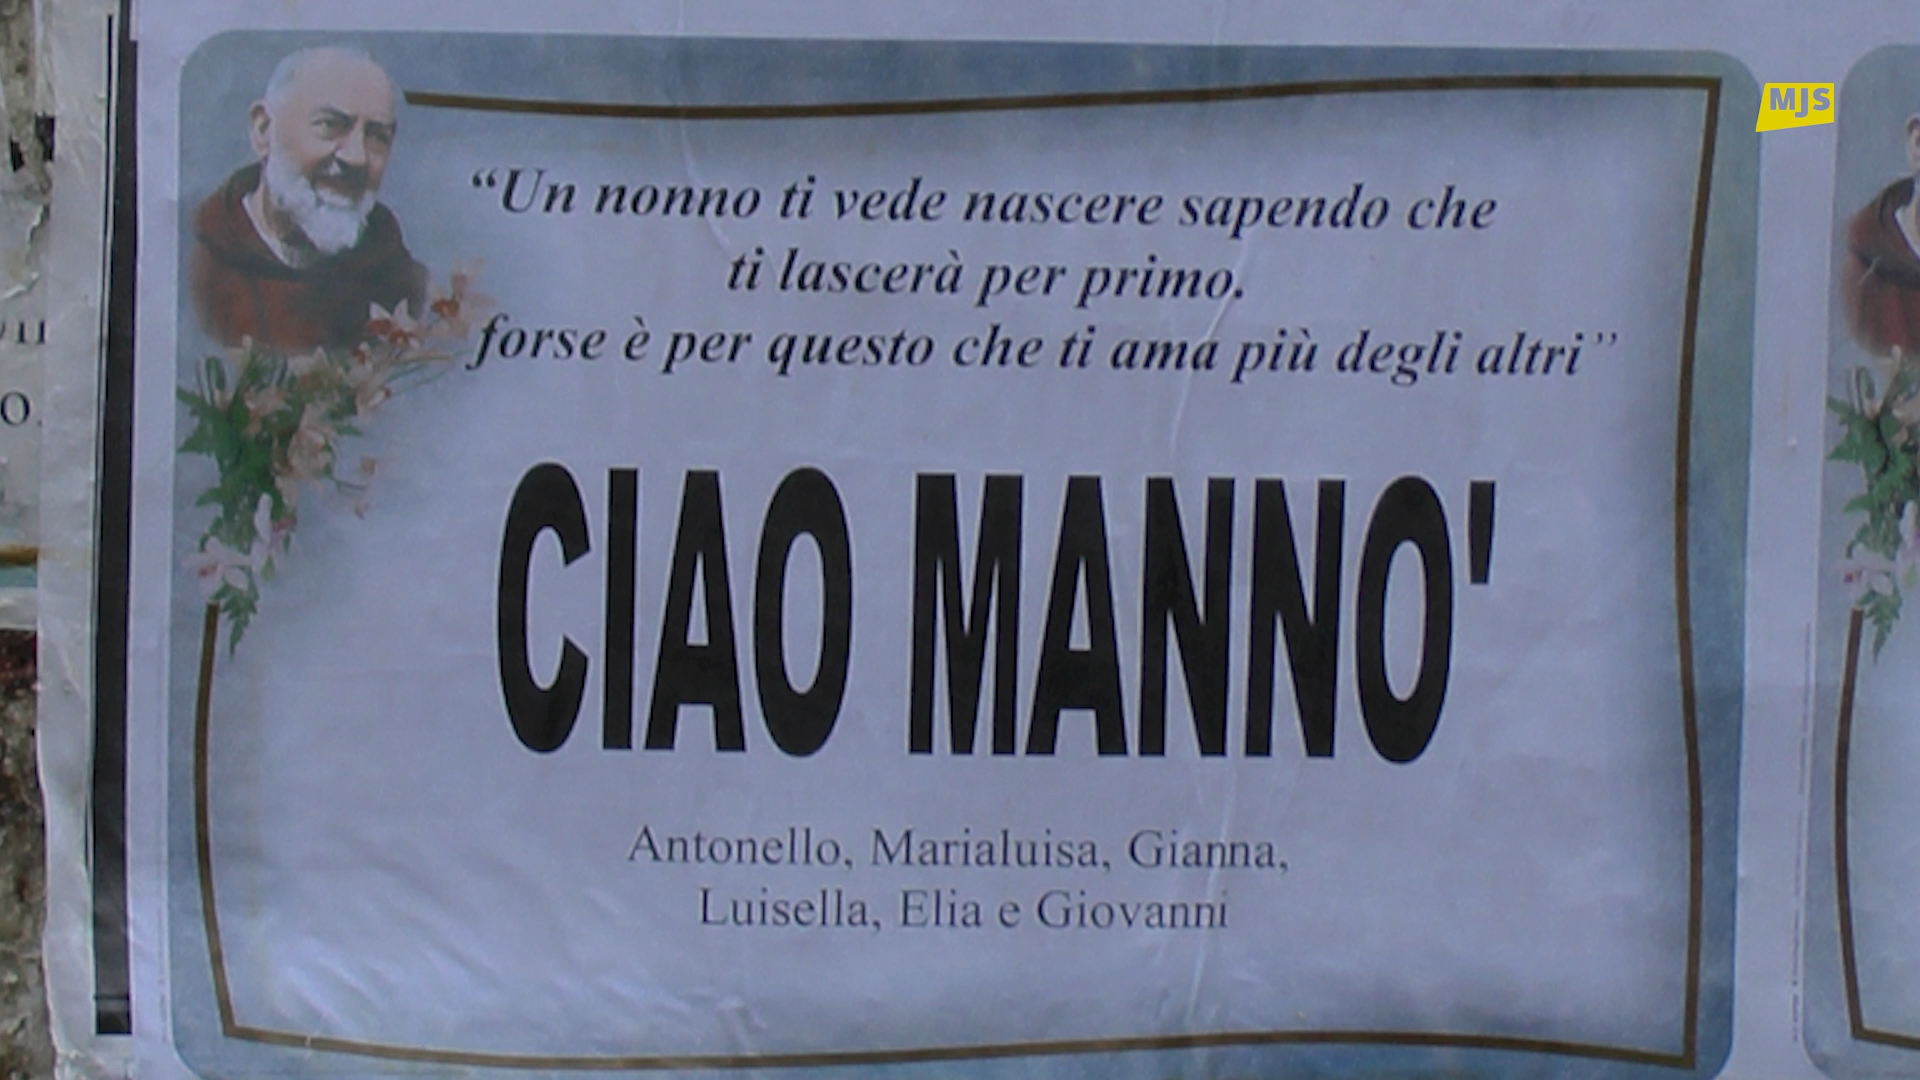 MJS
“Un nonno ti vede nascere sapendo che
ti lascerà per primo.
forse è per questo che ti ama più degli altri”
CIAO MANNO'
Antonello, Marialuisa, Gianna,
Luisella, Elia e Giovanni